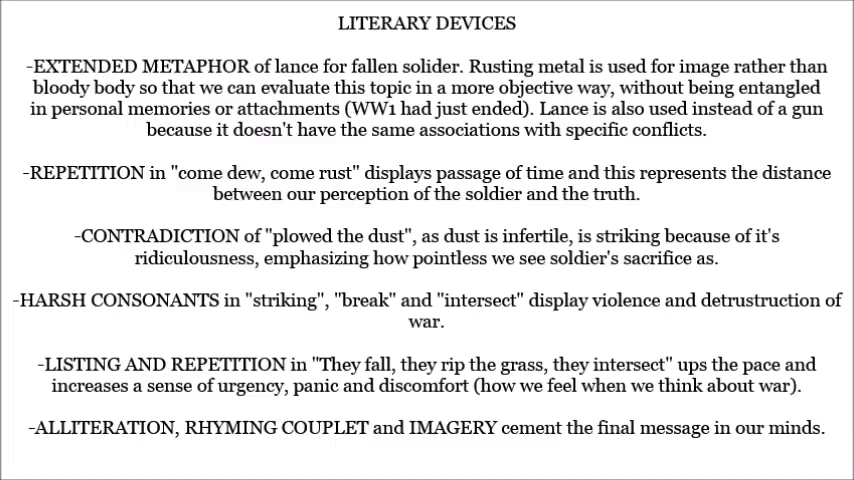 LITERARY DEVICES
-EXTENDED METAPHOR of lance for fallen solider. Rusting metal is used for image rather than
bloody body so that we can evaluate this topic in a more objective way, without being entangled
in personal memories or attachments (WW1 had just ended). Lance is also used instead of a gun
because it doesn't have the same associations with specific conflicts.
-REPETITION in "come dew, come rust" displays passage of time and this represents the distance
between our perception of the soldier and the truth.
-CONTRADICTION of "plowed the dust", as dust is infertile, is striking because of it's
ridiculousness, emphasizing how pointless we see soldier's sacrifice as.
-HARSH CONSONANTS in "striking", "break" and "intersect" display violence and detrustruction of
war.
-LISTING AND REPETITION in "They fall, they rip the grass, they intersect" ups the pace and
increases a sense of urgency, panic and discomfort (how we feel when we think about war).
-ALLITERATION, RHYMING COUPLET and IMAGERY cement the final message in our minds.